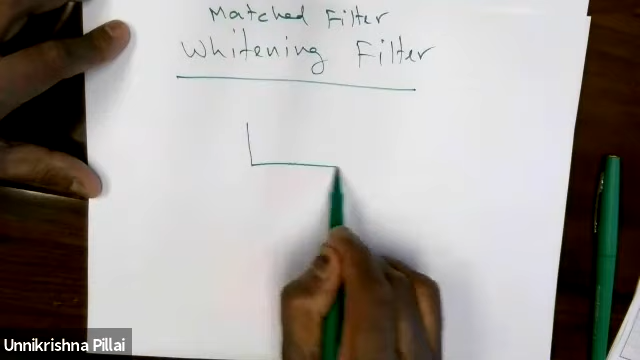 Matched Filter
Whitening Filter
Unnikrishna Pillai